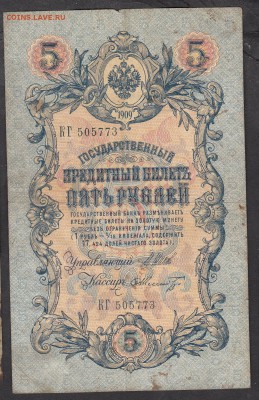 МОНЕТЫ
COINS.LAVE.RU
5 5
1909
КГ 505773
ГОСУДАРСТВЕННЫЙ
КРЕДИТНЫЙ БИЛЕТЪ
ПЯТЬ РУБЛЕЙ
ГОСУДАРСТВЕННЫЙ БАНКЪ РАЗМѢНИВАЕТЪ
КРЕДИТНЫЕ БИЛЕТЫ НА ЗОЛОТУЮ МОНЕТУ
БЕЗЪ ОГРАНИЧЕНІЯ СУММЫ
(1 РУБЛЬ = 1/15 ИМПЕРІАЛА, СОДЕРЖИТЪ
17,424 ДОЛЕЙ ЧИСТАГО ЗОЛОТА)
Управляющій
Кассиръ
КГ 505773
5